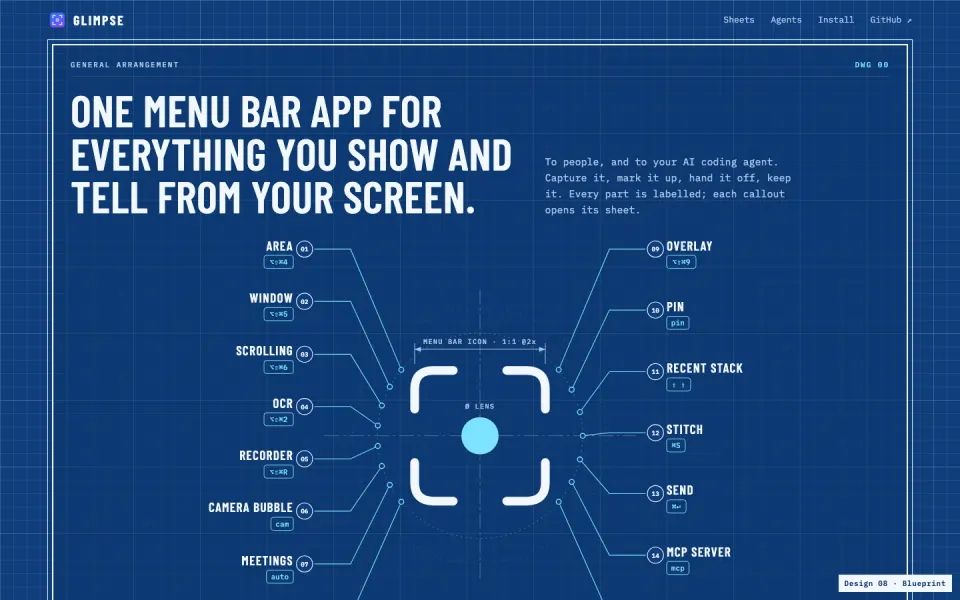 GLIMPSE
Sheets Agents Install GitHub ↗
GENERAL ARRANGEMENT
DWG 00
ONE MENU BAR APP FOR
EVERYTHING YOU SHOW AND
TELL FROM YOUR SCREEN.
To people, and to your AI coding agent.
Capture it, mark it up, hand it off, keep
it. Every part is labelled; each callout
opens its sheet.
AREA 01
⌥⇧⌘4
WINDOW 02
⌥⇧⌘5
SCROLLING 03
⌥⇧⌘6
OCR 04
⌥⇧⌘2
RECORDER 05
⌥⇧⌘R
CAMERA BUBBLE 06
cam
MEETINGS 07
auto
MENU BAR ICON · 1:1 @2x
Ø LENS
09 OVERLAY
⌥⇧⌘9
10 PIN
pin
11 RECENT STACK
⇧ ⇧
12 STITCH
⌘S
13 SEND
⌘↩
14 MCP SERVER
mcp
Design 08 · Blueprint